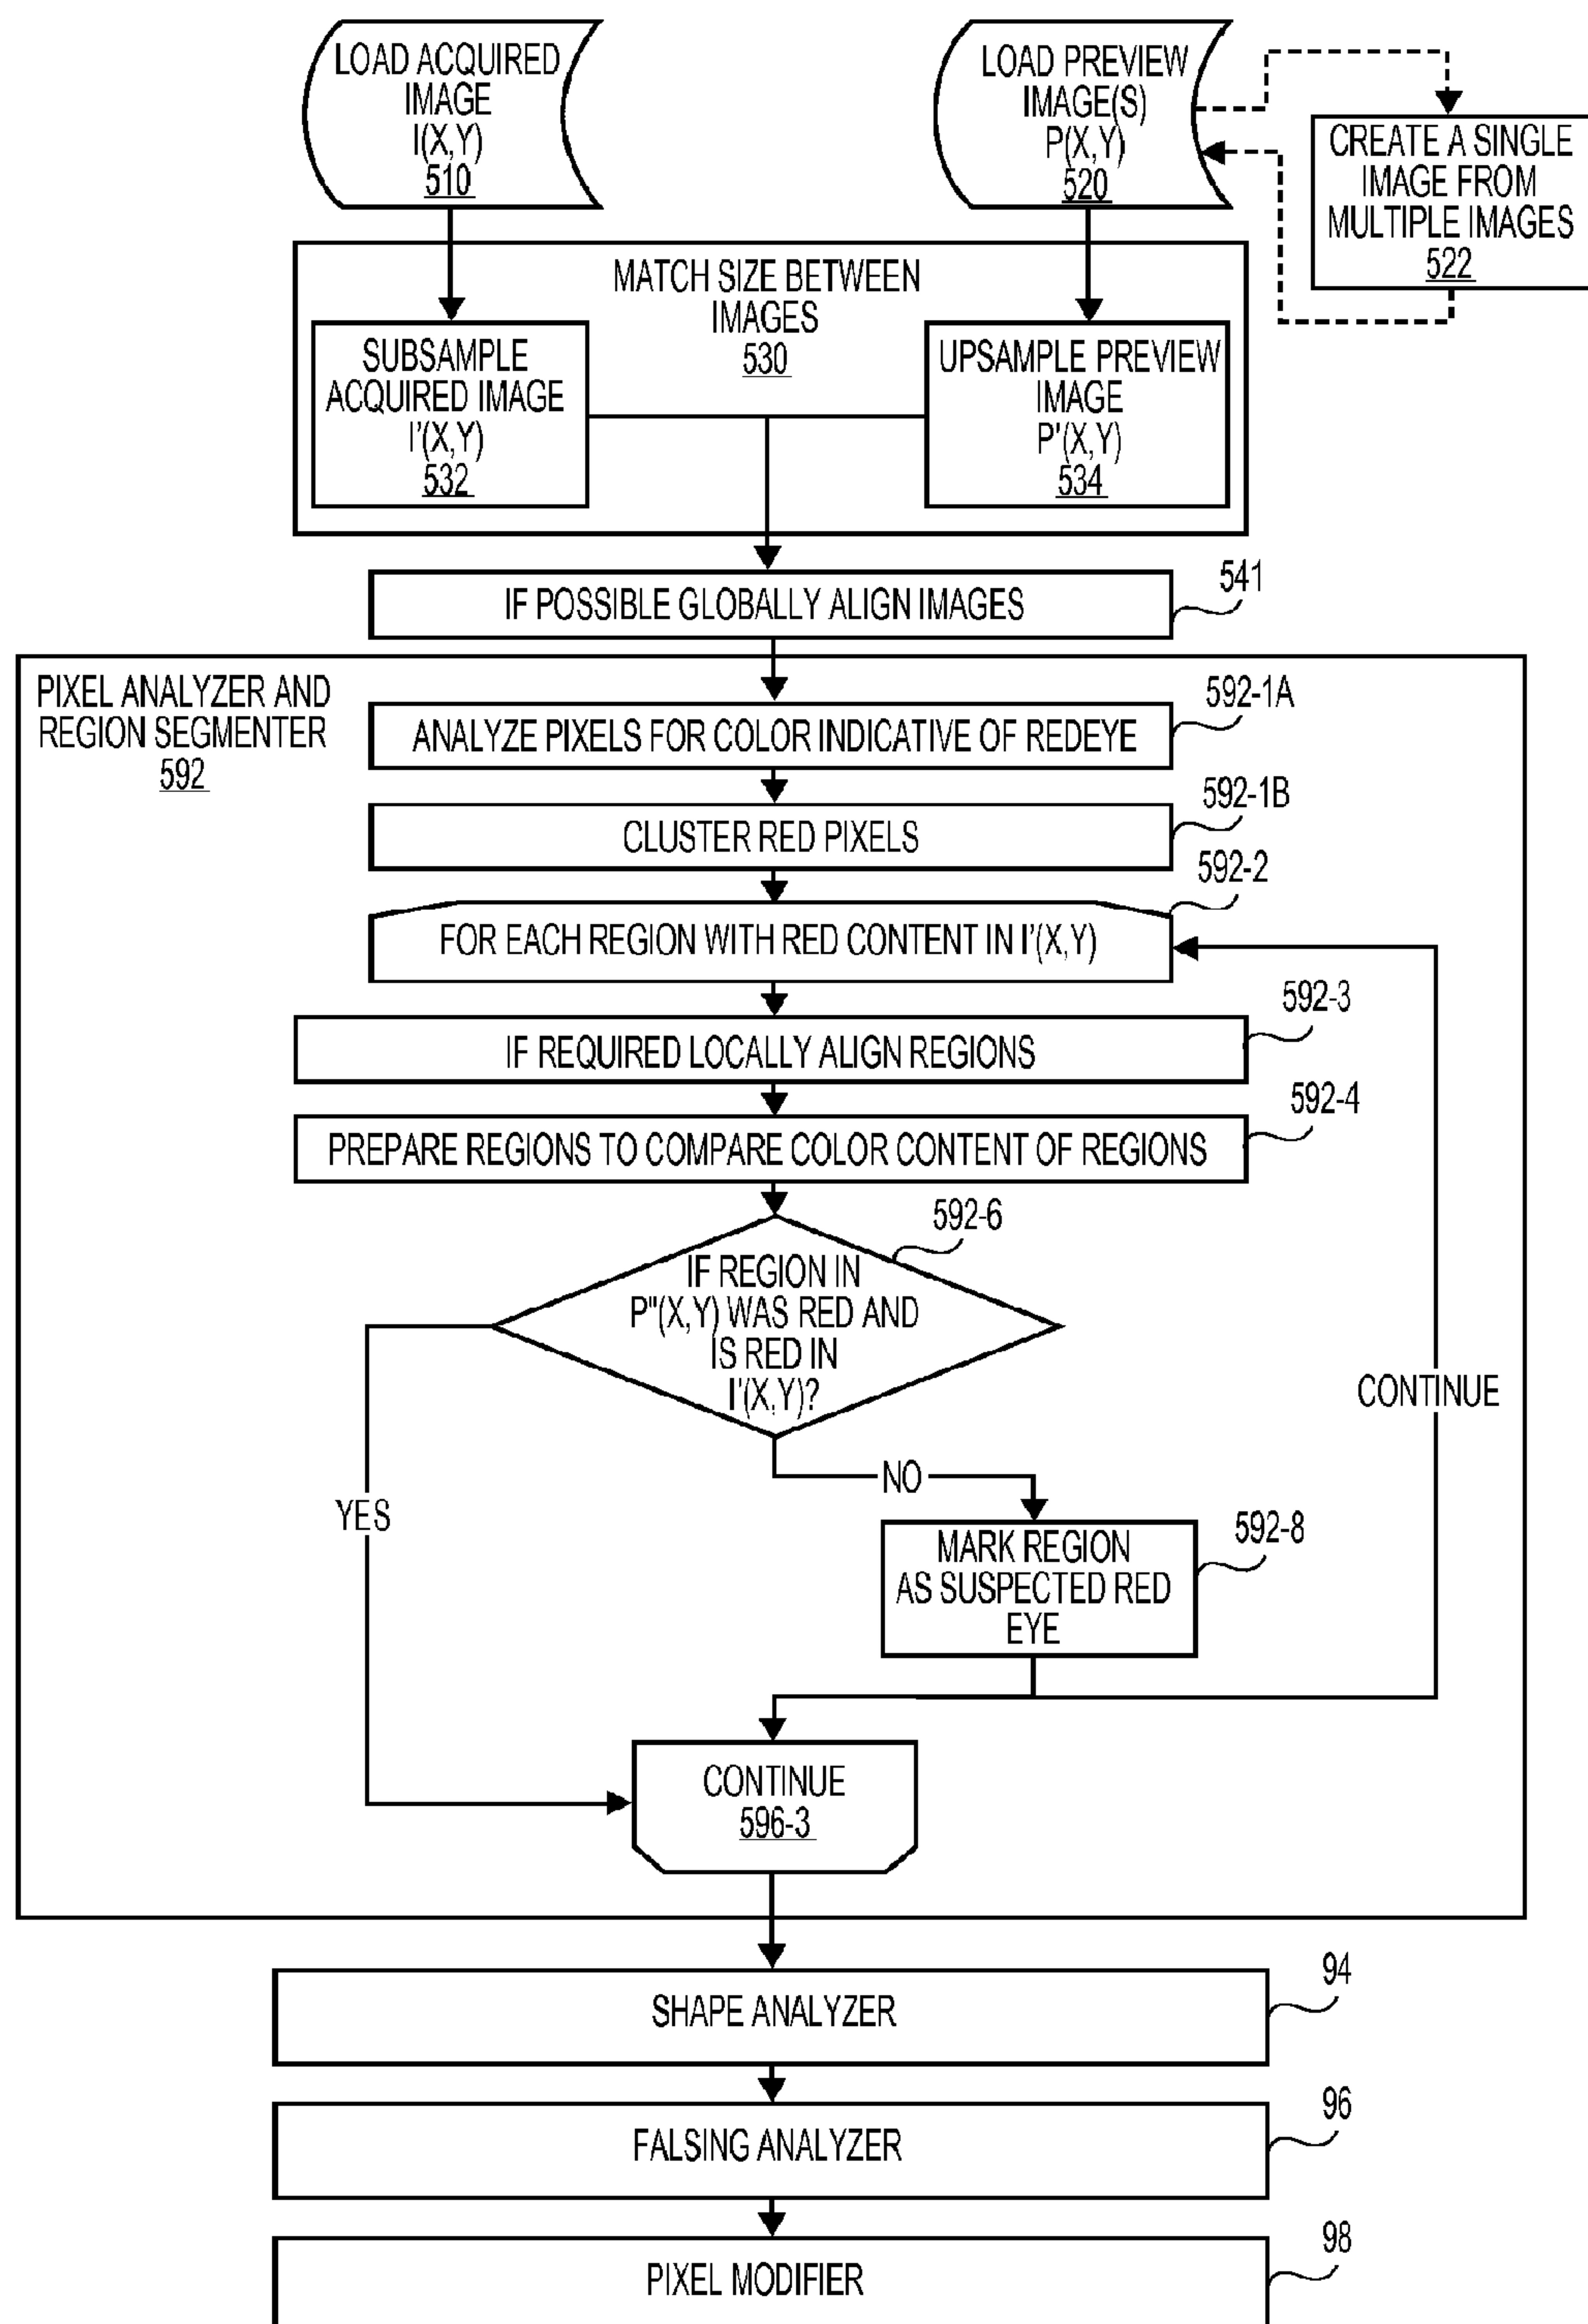 LOAD ACQUIRED
IMAGE
I(X,Y)
510
LOAD PREVIEW
IMAGE(S)
P(X,Y)
520
CREATE A SINGLE
IMAGE FROM
MULTIPLE IMAGES
522
MATCH SIZE BETWEEN
IMAGES
530
SUBSAMPLE
ACQUIRED IMAGE
I'(X,Y)
532
UPSAMPLE PREVIEW
IMAGE
P'(X,Y)
534
541
IF POSSIBLE GLOBALLY ALIGN IMAGES
PIXEL ANALYZER AND
REGION SEGMENTER
592
592-1A
ANALYZE PIXELS FOR COLOR INDICATIVE OF REDEYE
592-1B
CLUSTER RED PIXELS
592-2
FOR EACH REGION WITH RED CONTENT IN I'(X,Y)
592-3
IF REQUIRED LOCALLY ALIGN REGIONS
592-4
PREPARE REGIONS TO COMPARE COLOR CONTENT OF REGIONS
592-6
IF REGION IN
P"(X,Y) WAS RED AND
IS RED IN
I'(X,Y)?
CONTINUE
NO
YES
592-8
MARK REGION
AS SUSPECTED RED
EYE
CONTINUE
596-3
94
SHAPE ANALYZER
96
FALSING ANALYZER
98
PIXEL MODIFIER